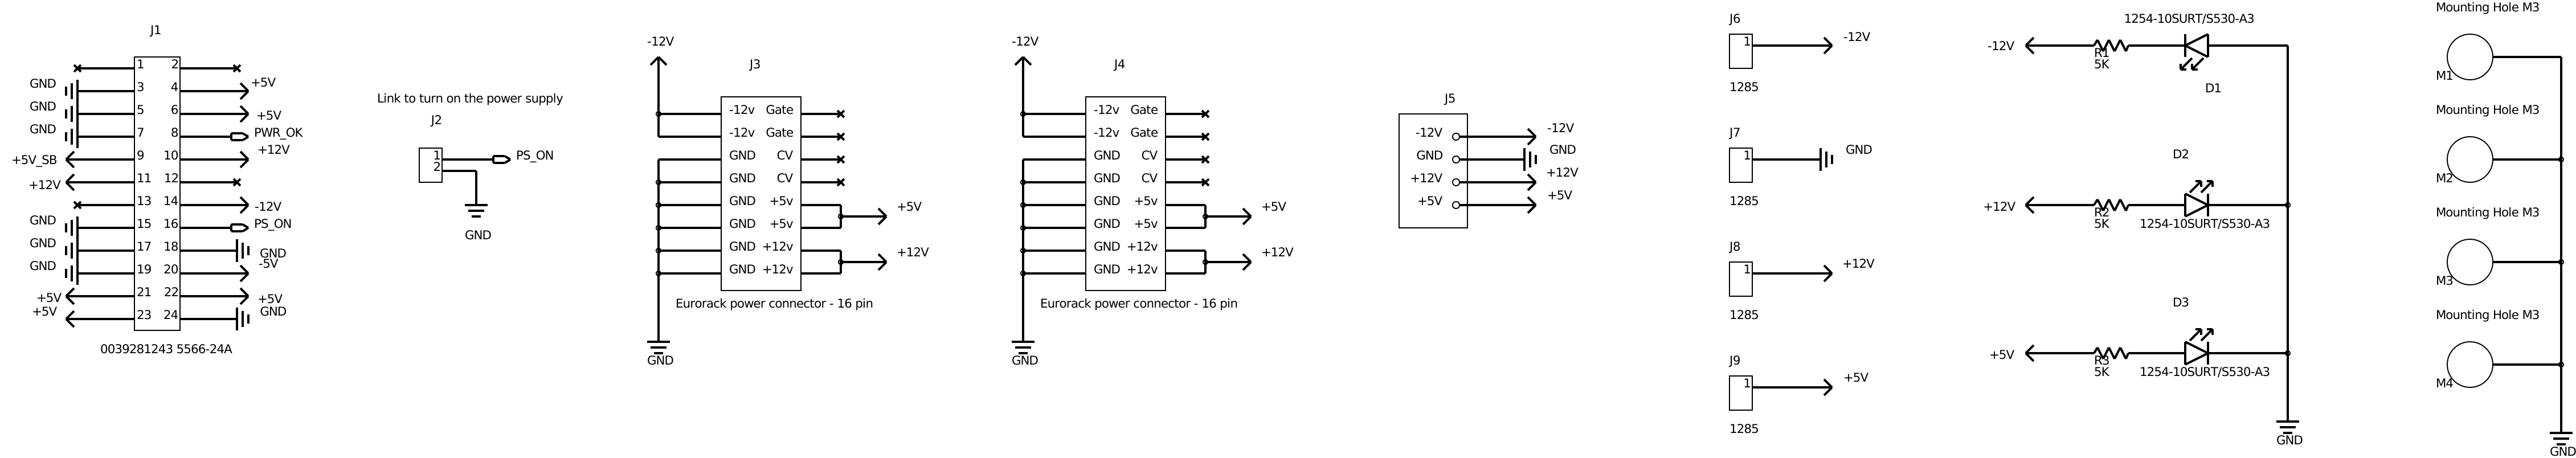 J1
1 2
3 4
5 6
7 8
9 10
11 12
13 14
15 16
17 18
19 20
21 22
23 24
GND
GND
GND
+5V_SB
+12V
GND
GND
GND
+5V
+5V
+5V
+5V
PWR_OK
+12V
-12V
PS_ON
GND
-5V
+5V
GND
0039281243 5566-24A
Link to turn on the power supply
J2
1
2
PS_ON
GND
-12V
J3
-12v Gate
-12v Gate
GND CV
GND CV
GND +5v
GND +5v
GND +12v
GND +12v
+5V
+12V
Eurorack power connector - 16 pin
GND
-12V
J4
-12v Gate
-12v Gate
GND CV
GND CV
GND +5v
GND +5v
GND +12v
GND +12v
+5V
+12V
Eurorack power connector - 16 pin
GND
J5
-12V
GND
+12V
+5V
-12V
GND
+12V
+5V
J6
1
-12V
1285
J7
1
GND
1285
J8
1
+12V
1285
J9
1
+5V
1285
1254-10SURT/S530-A3
-12V
R1
5K
D1
D2
+12V
R2
5K
1254-10SURT/S530-A3
D3
+5V
R3
5K
1254-10SURT/S530-A3
GND
Mounting Hole M3
M1
Mounting Hole M3
M2
Mounting Hole M3
M3
Mounting Hole M3
M4
GND